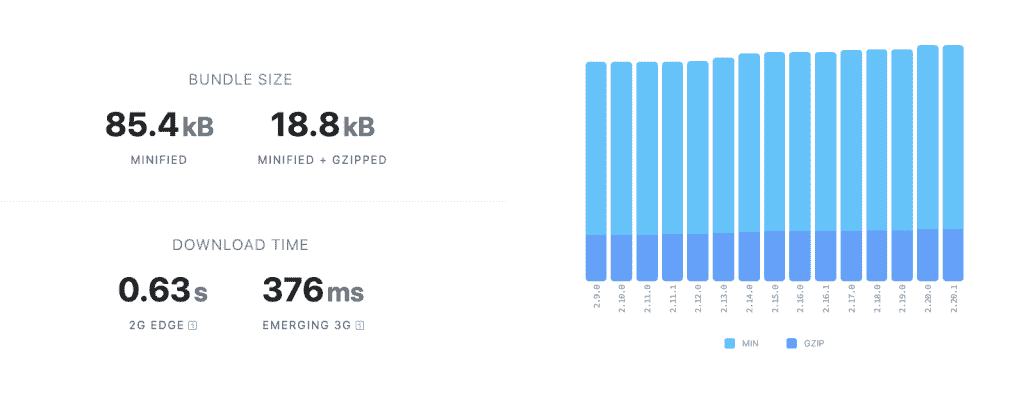 BUNDLE SIZE
85.4 kB 18.8 kB
MINIFIED MINIFIED + GZIPPED
DOWNLOAD TIME
0.63 s 376 ms
2G EDGE EMERGING 3G
2.9.0 2.10.0 2.11.0 2.11.1 2.12.0 2.13.0 2.14.0 2.15.0 2.16.0 2.16.1 2.17.0 2.18.0 2.19.0 2.20.0 2.20.1
MIN GZIP